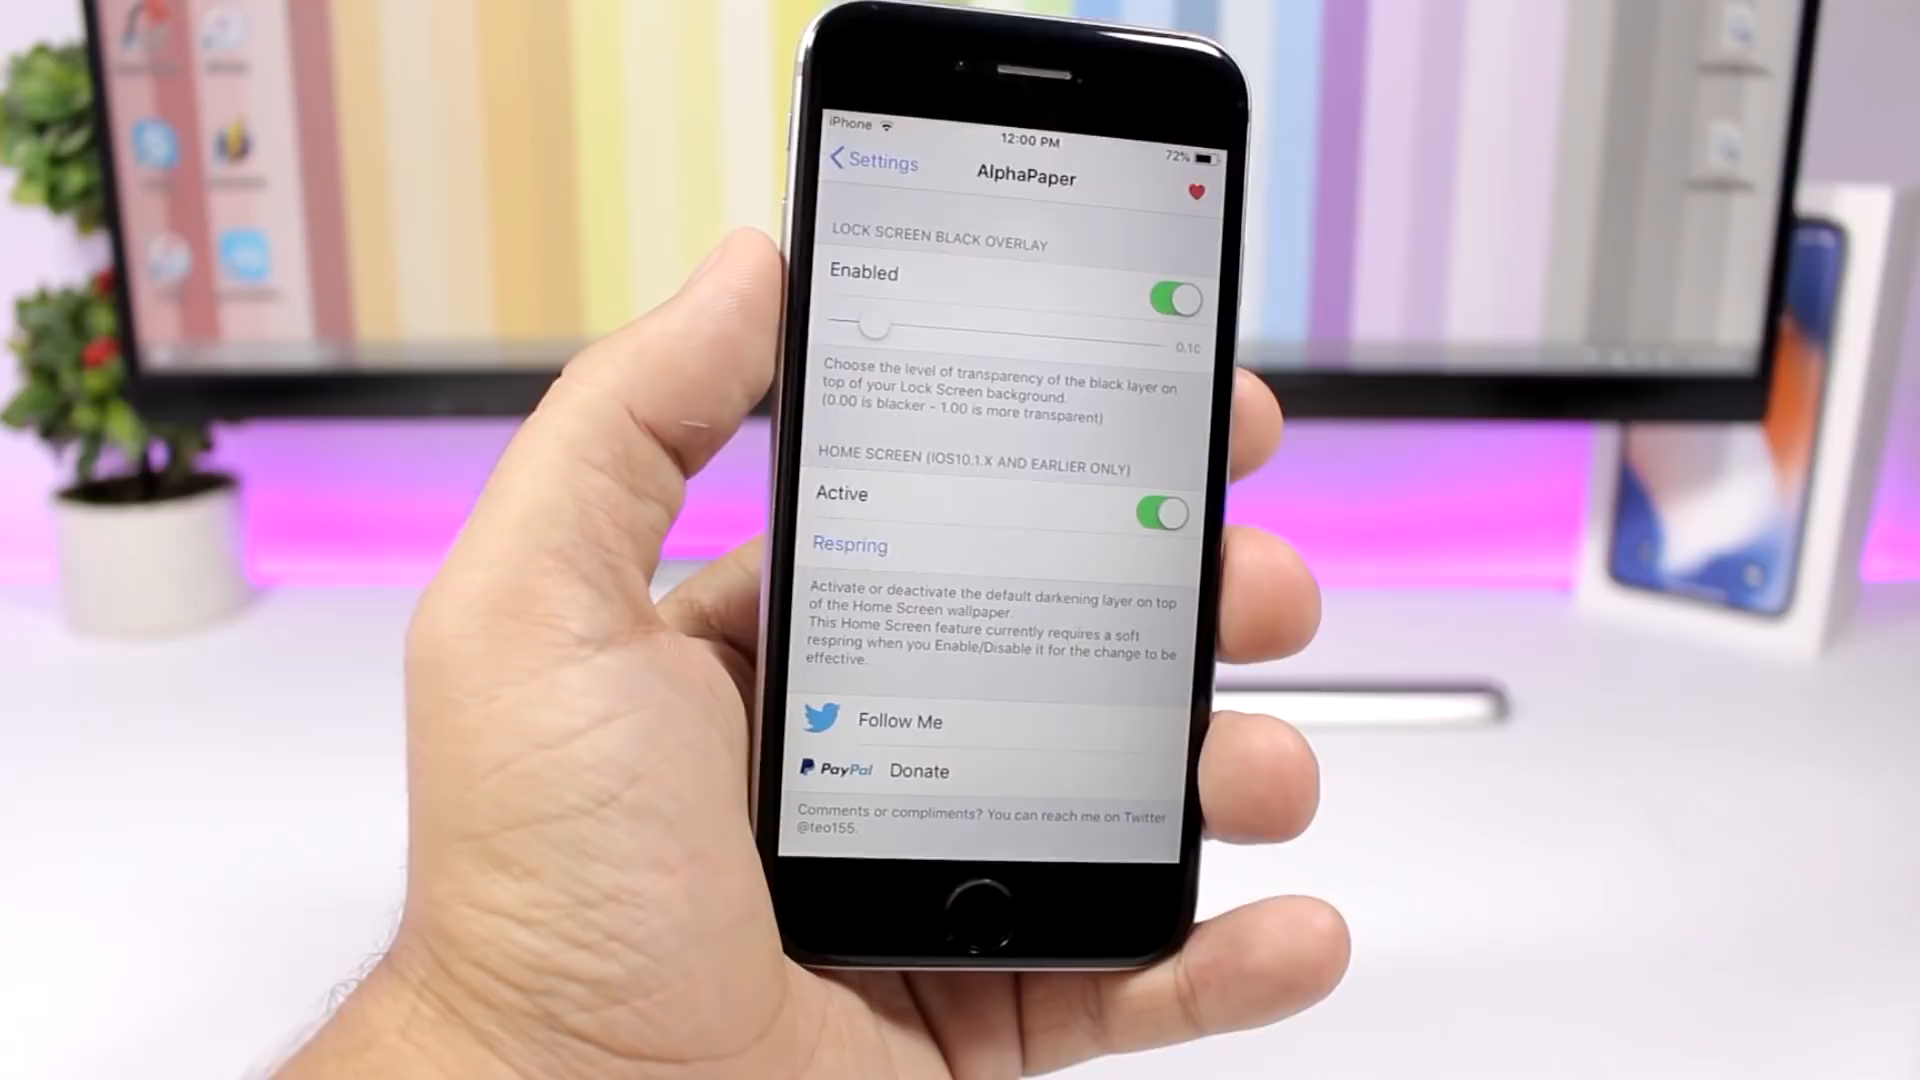 iPhone
12:00 PM
72%
Settings
AlphaPaper
LOCK SCREEN BLACK OVERLAY
Enabled
0.10
Choose the level of transparency of the black layer on
top of your Lock Screen background.
(0.00 is blacker - 1.00 is more transparent)
HOME SCREEN (IOS10.1.X AND EARLIER ONLY)
Active
Respring
Activate or deactivate the default darkening layer on top
of the Home Screen wallpaper.
This Home Screen feature currently requires a soft
respring when you Enable/Disable it for the change to be
effective.
Follow Me
PayPal Donate
Comments or compliments? You can reach me on Twitter
@teo155.